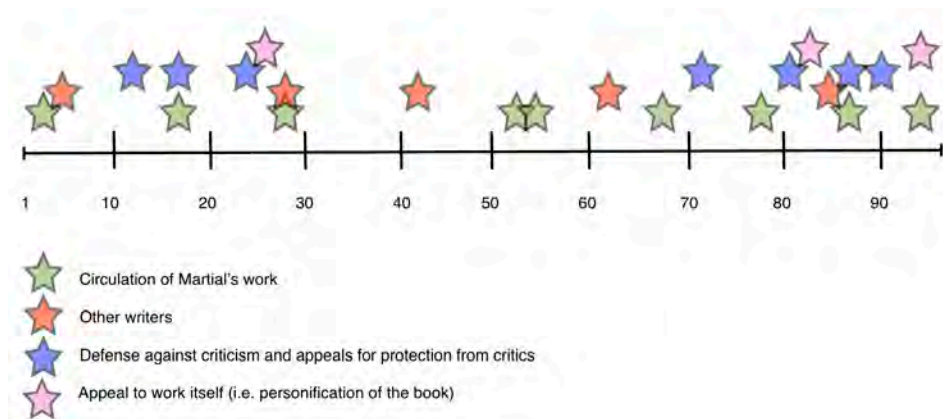 1 10 20 30 40 50 60 70 80 90
Circulation of Martial's work
Other writers
Defense against criticism and appeals for protection from critics
Appeal to work itself (i.e. personification of the book)